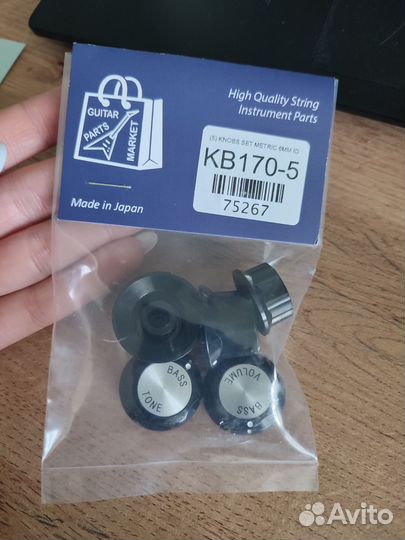 GUITAR
PARTS
MARKET
High Quality String
Instrument Parts
(5) KNOBS SET METRIC 6MM ID
KB170-5
75267
Made in Japan
BASS
TONE
VOLUME
BASS
Avito